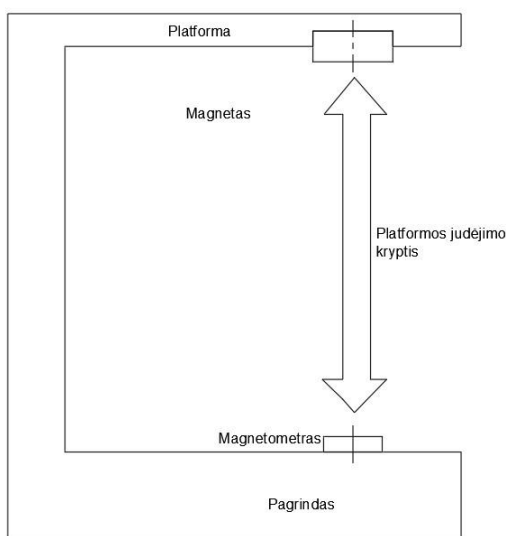 Platforma
Magnetas
Platformos judėjimo
kryptis
Magnetometras
Pagrindas